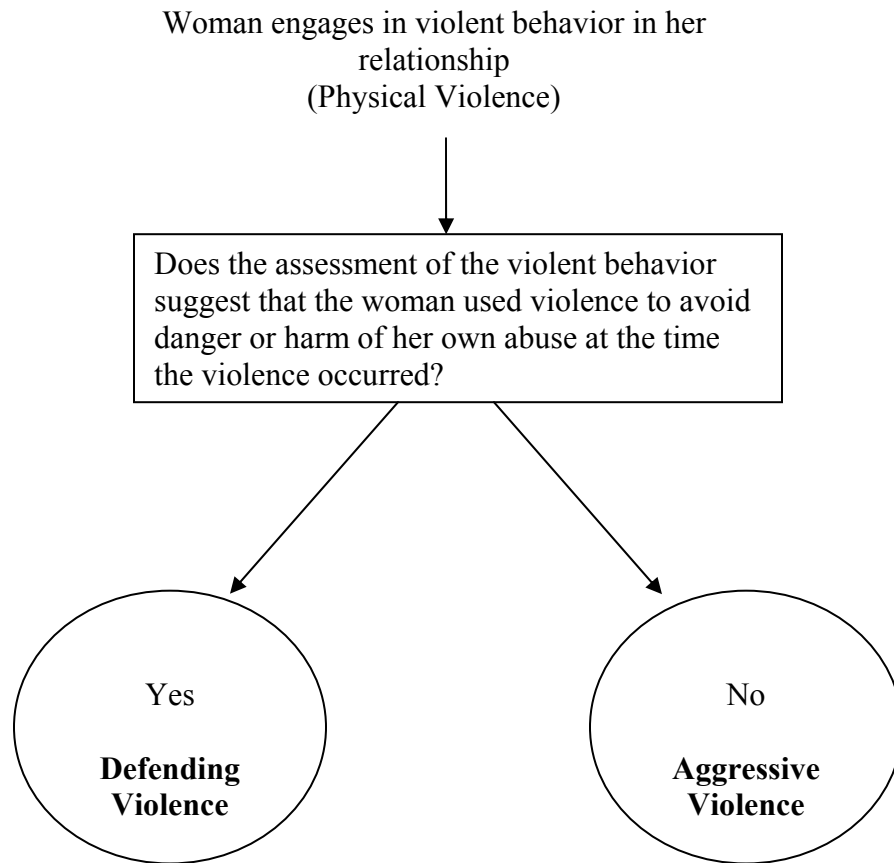 Woman engages in violent behavior in her
relationship
(Physical Violence)
Does the assessment of the violent behavior
suggest that the woman used violence to avoid
danger or harm of her own abuse at the time
the violence occurred?
Yes
Defending
Violence
No
Aggressive
Violence